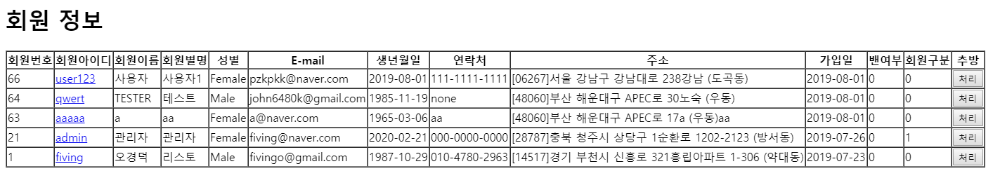 회원 정보
회원번호 회원아이디 회원이름 회원별명 성별 E-mail 생년월일 연락처 주소 가입일 밴여부 회원구분 추방
66 user123 사용자 사용자1 Female pzkpkk@naver.com 2019-08-01 111-1111-1111 [06267]서울 강남구 강남대로 238강남 (도곡동) 2019-08-01 0 0 처리
64 qwert TESTER 테스트 Male john6480k@gmail.com 1985-11-19 none [48060]부산 해운대구 APEC로 30노숙 (우동) 2019-08-01 0 0 처리
63 aaaaa a aa Female a@naver.com 1965-03-06 aa [48060]부산 해운대구 APEC로 17a (우동)aa 2019-08-01 0 0 처리
21 admin 관리자 관리자 Female fiving@naver.com 2020-02-21 000-0000-0000 [28787]충북 청주시 상당구 1순환로 1202-2123 (방서동) 2019-07-26 0 1 처리
1 fiving 오경덕 리스토 Male fivingo@gmail.com 1987-10-29 010-4780-2963 [14517]경기 부천시 신흥로 321흥립아파트 1-306 (약대동) 2019-07-23 0 0 처리